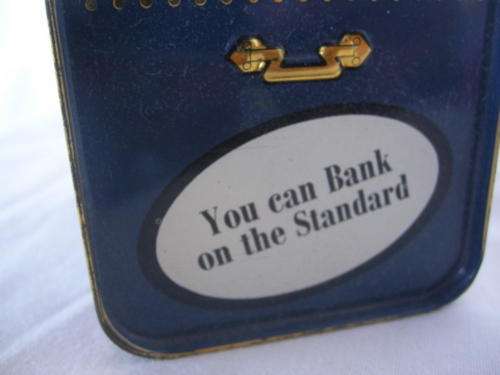 You can Bank
on the Standard